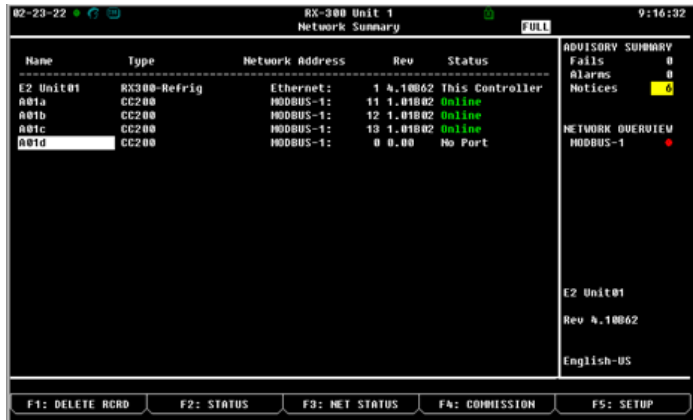 02-23-22 RX-300 Unit 1 9:16:32
Network Summary FULL
ADVISORY SUMMARY
Name Type Network Address Rev Status Fails 0
Alarms 0
E2 Unit01 RX300-Refrig Ethernet: 1 4.10B62 This Controller Notices 6
A01a CC200 MODBUS-1: 11 1.01B02 Online
A01b CC200 MODBUS-1: 12 1.01B02 Online
A01c CC200 MODBUS-1: 13 1.01B02 Online NETWORK OVERVIEW
A01d CC200 MODBUS-1: 0 0.00 No Port MODBUS-1
E2 Unit01
Rev 4.10B62
English-US
F1: DELETE RCRD F2: STATUS F3: NET STATUS F4: COMMISSION F5: SETUP